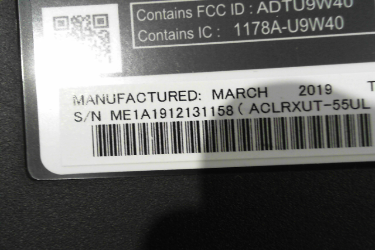 Contains FCC ID : ADTU9W40
Contains IC : 1178A-U9W40
MANUFACTURED: MARCH 2019 T
S/N ME1A1912131158 ( ACLRXUT-55UL